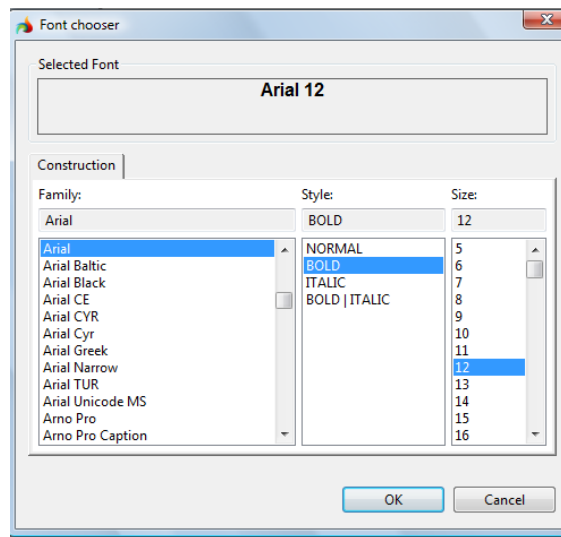 Font chooser
Selected Font
Arial 12
Construction
Family:
Style:
Size:
Arial
BOLD
12
Arial
Arial Baltic
Arial Black
Arial CE
Arial CYR
Arial Cyr
Arial Greek
Arial Narrow
Arial TUR
Arial Unicode MS
Arno Pro
Arno Pro Caption
NORMAL
BOLD
ITALIC
BOLD | ITALIC
5
6
7
8
9
10
11
12
13
14
15
16
OK
Cancel